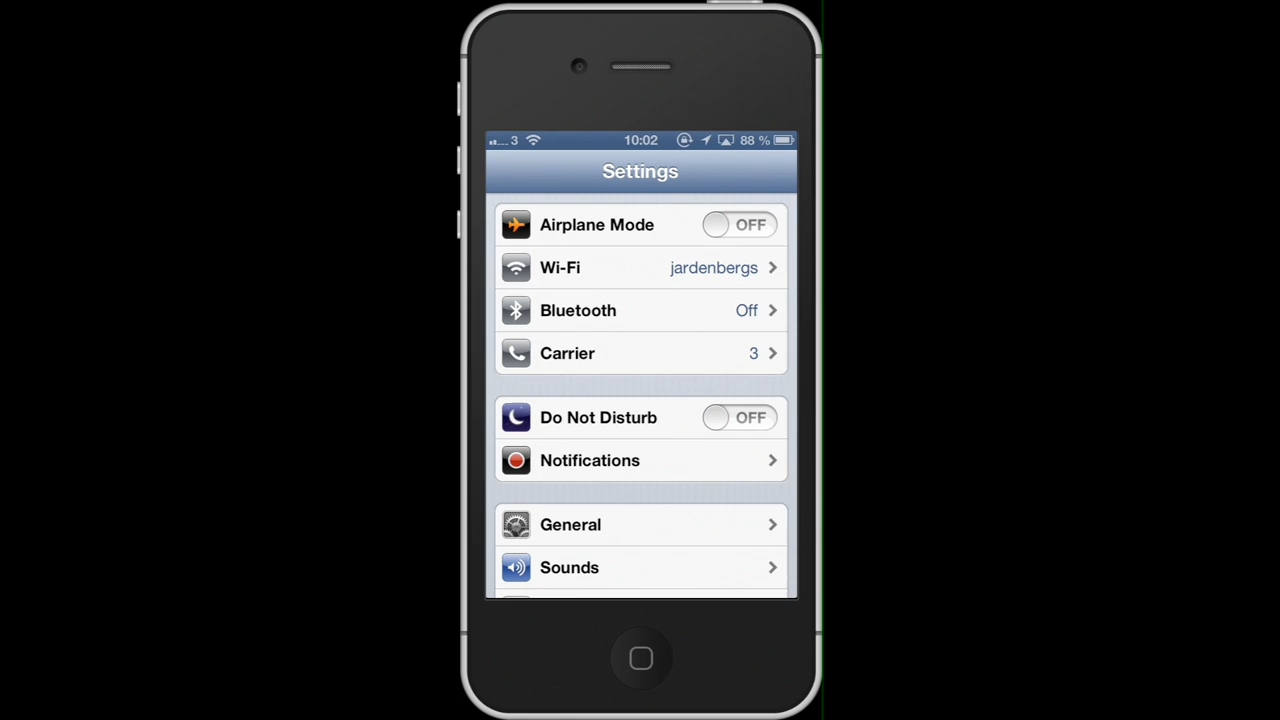 3 10:02 88 %
Settings
Airplane Mode OFF
Wi-Fi jardenbergs
Bluetooth Off
Carrier 3
Do Not Disturb OFF
Notifications
General
Sounds